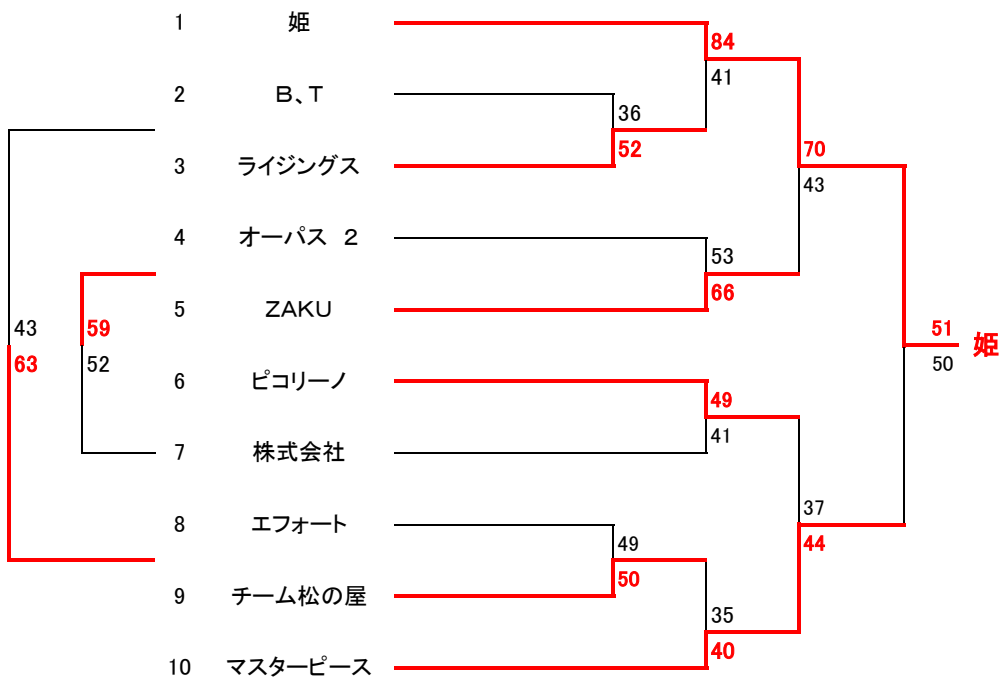 1 姫
84
41
2 B、T
36
52
3 ライジングス
70
43
4 オーパス 2
53
66
5 ZAKU
43
63
59
52
51
50
姫
6 ピコリーノ
49
41
7 株式会社
8 エフォート
37
44
49
50
9 チーム松の屋
35
40
10 マスターピース